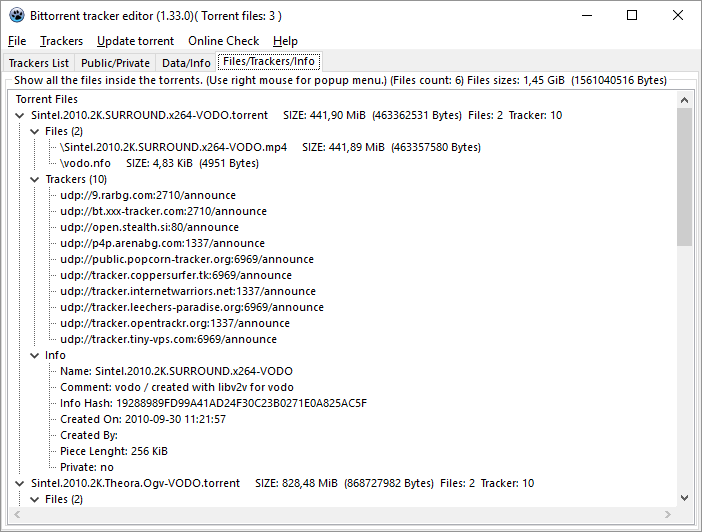 Bittorrent tracker editor (1.33.0)( Torrent files: 3 )
File Trackers Update torrent Online Check Help
Trackers List Public/Private Data/Info Files/Trackers/Info
Show all the files inside the torrents. (Use right mouse for popup menu.) (Files count: 6) Files sizes: 1,45 GiB (1561040516 Bytes)
Torrent Files
Sintel.2010.2K.SURROUND.x264-VODO.torrent SIZE: 441,90 MiB (463362531 Bytes) Files: 2 Tracker: 10
Files (2)
\Sintel.2010.2K.SURROUND.x264-VODO.mp4 SIZE: 441,89 MiB (463357580 Bytes)
\vodo.nfo SIZE: 4,83 KiB (4951 Bytes)
Trackers (10)
udp://9.rarbg.com:2710/announce
udp://bt.xxx-tracker.com:2710/announce
udp://open.stealth.si:80/announce
udp://p4p.arenabg.com:1337/announce
udp://public.popcorn-tracker.org:6969/announce
udp://tracker.coppersurfer.tk:6969/announce
udp://tracker.internetwarriors.net:1337/announce
udp://tracker.leechers-paradise.org:6969/announce
udp://tracker.opentrackr.org:1337/announce
udp://tracker.tiny-vps.com:6969/announce
Info
Name: Sintel.2010.2K.SURROUND.x264-VODO
Comment: vodo / created with libv2v for vodo
Info Hash: 19288989FD99A41AD24F30C23B0271E0A825AC5F
Created On: 2010-09-30 11:21:57
Created By:
Piece Lenght: 256 KiB
Private: no
Sintel.2010.2K.Theora.Ogv-VODO.torrent SIZE: 828,48 MiB (868727982 Bytes) Files: 2 Tracker: 10
Files (2)